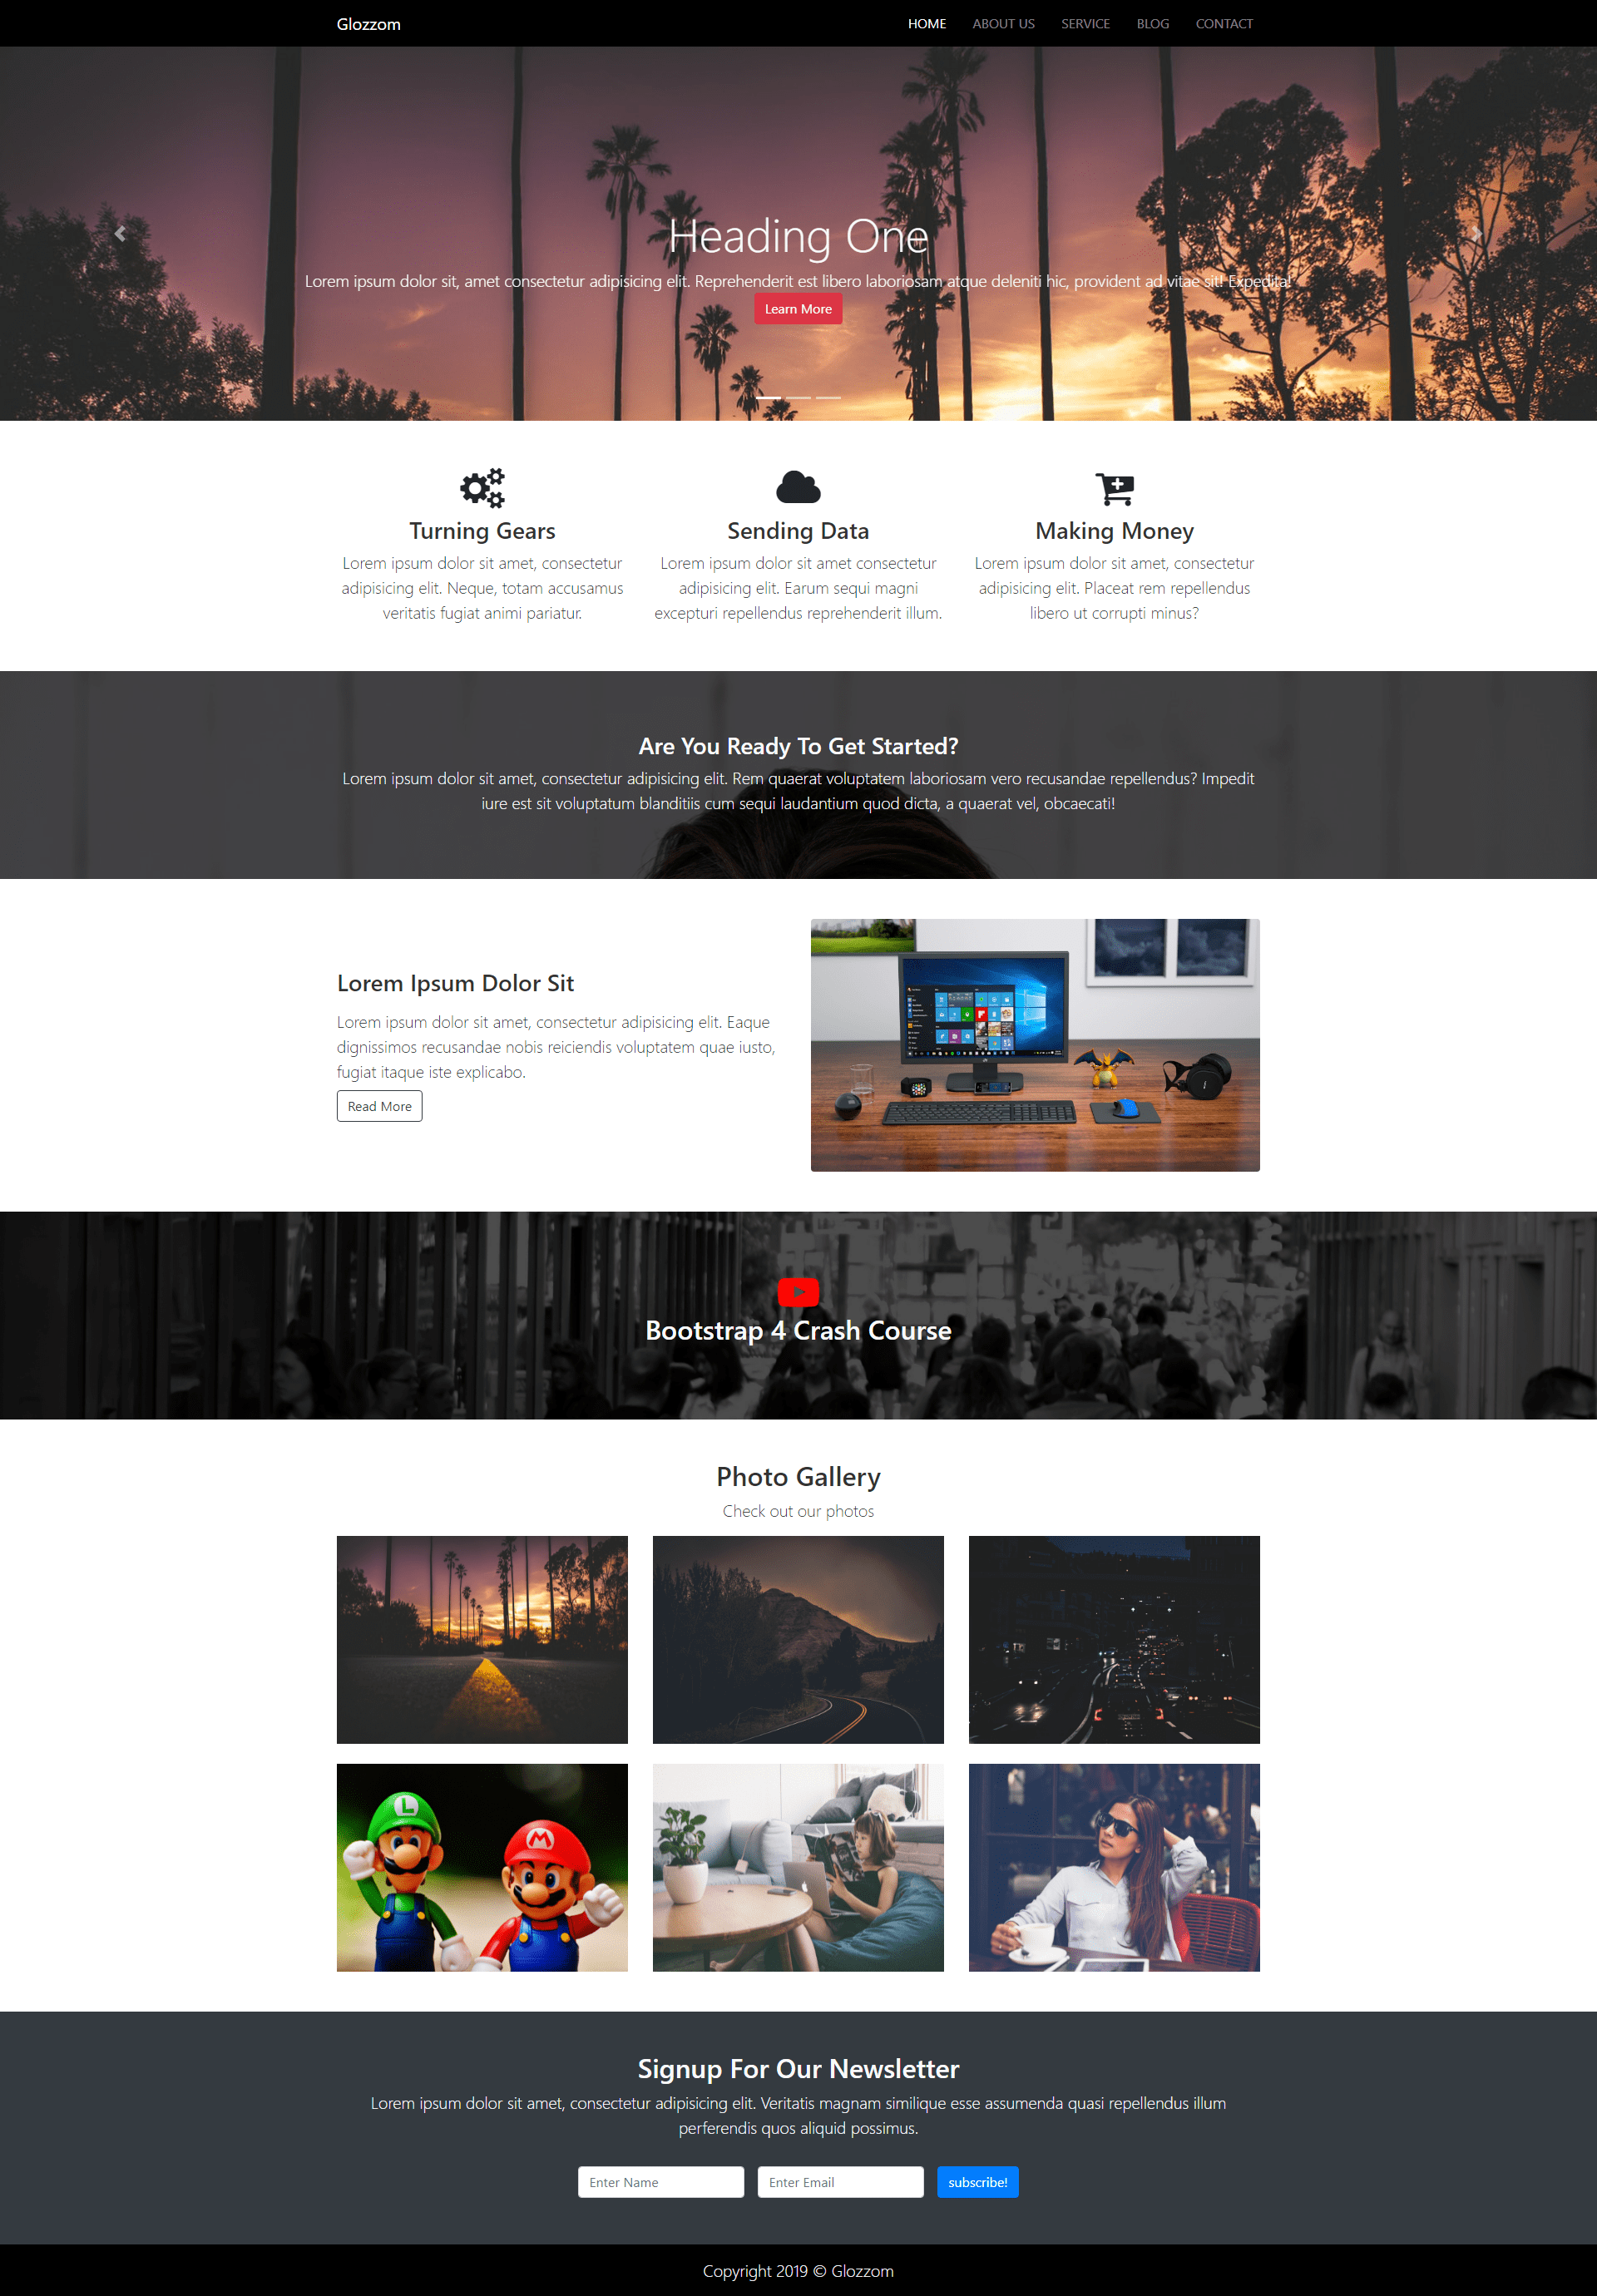 Glozzom
HOME ABOUT US SERVICE BLOG CONTACT
Heading One
Lorem ipsum dolor sit, amet consectetur adipisicing elit. Reprehenderit est libero laboriosam atque deleniti hic, provident ad vitae sit! Expedita!
Learn More
Turning Gears
Lorem ipsum dolor sit amet, consectetur
adipisicing elit. Neque, totam accusamus
veritatis fugiat animi pariatur.
Sending Data
Lorem ipsum dolor sit amet consectetur
adipisicing elit. Earum sequi magni
excepturi repellendus reprehenderit illum.
Making Money
Lorem ipsum dolor sit amet, consectetur
adipisicing elit. Placeat rem repellendus
libero ut corrupti minus?
Are You Ready To Get Started?
Lorem ipsum dolor sit amet, consectetur adipisicing elit. Rem quaerat voluptatem laboriosam vero recusandae repellendus? Impedit
iure est sit voluptatum blanditiis cum sequi laudantium quod dicta, a quaerat vel, obcaecati!
Lorem Ipsum Dolor Sit
Lorem ipsum dolor sit amet, consectetur adipisicing elit. Eaque
dignissimos recusandae nobis reiciendis voluptatem quae iusto,
fugiat itaque iste explicabo.
Read More
Bootstrap 4 Crash Course
Photo Gallery
Check out our photos
L
M
Signup For Our Newsletter
Lorem ipsum dolor sit amet, consectetur adipisicing elit. Veritatis magnam similique esse assumenda quasi repellendus illum
perferendis quos aliquid possimus.
Enter Name
Enter Email
subscribe!
Copyright 2019 © Glozzom